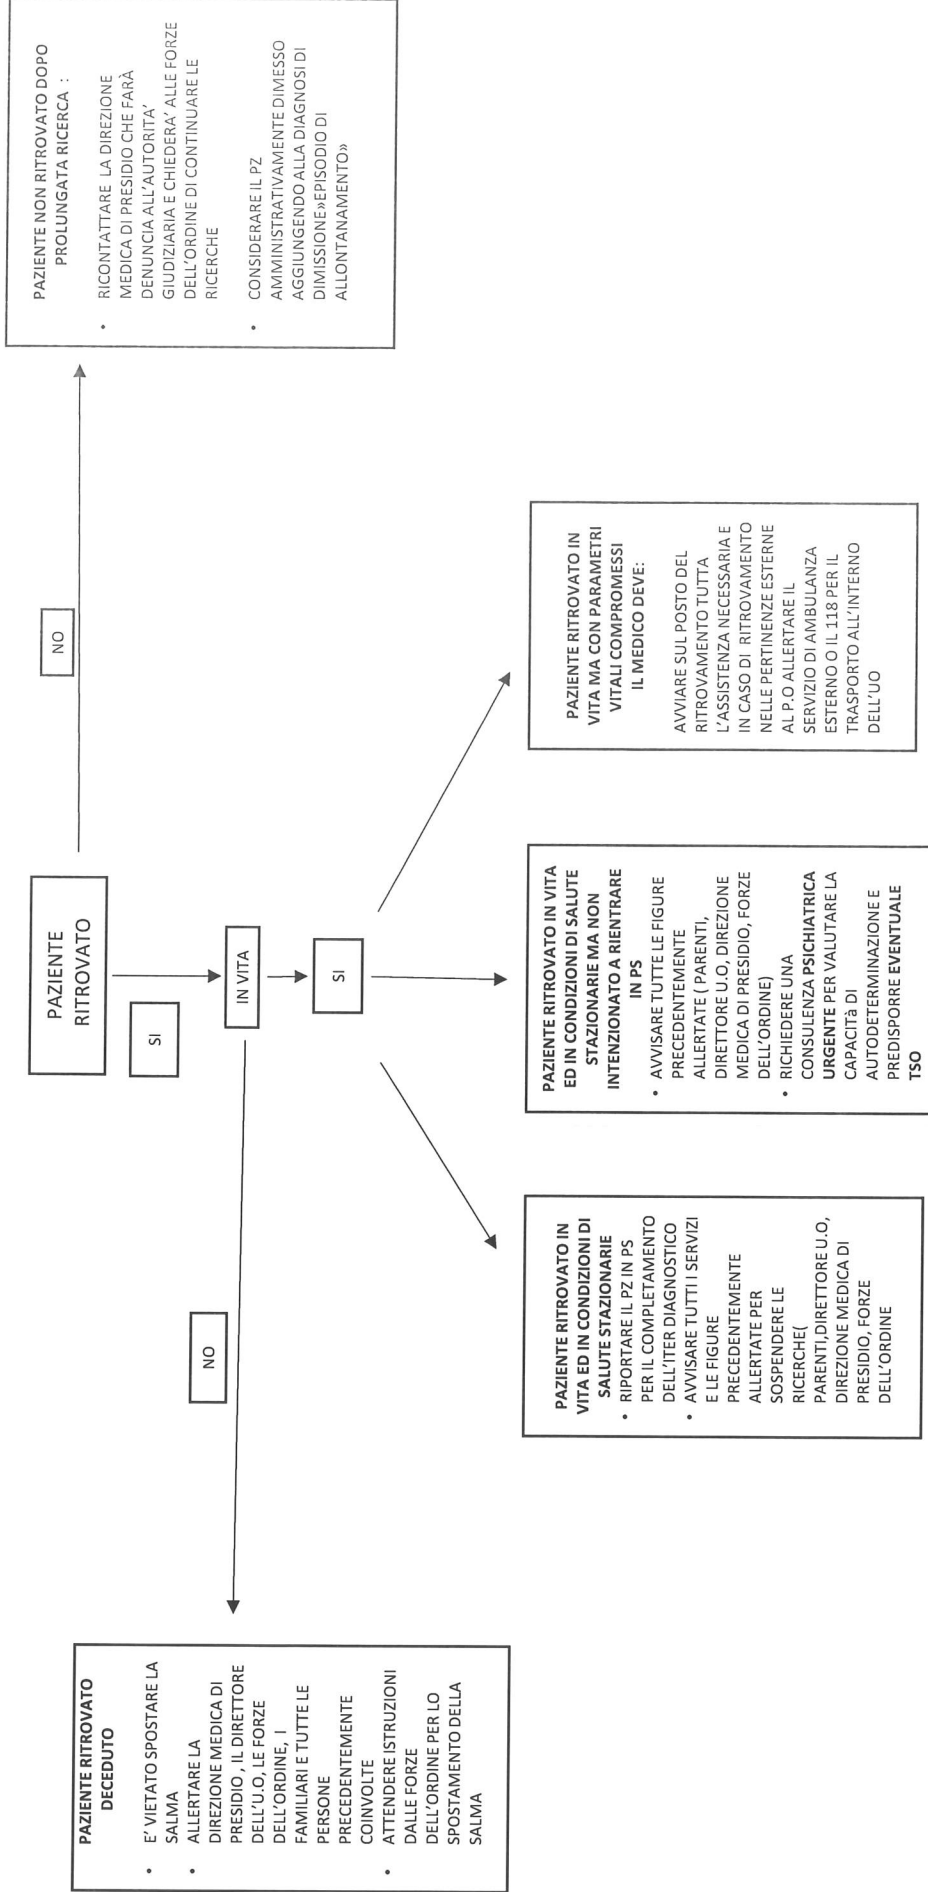 PAZIENTE
RITROVATO
SI
NO
IN VITA
NO
SI
PAZIENTE RITROVATO
DECEDUTO
• E' VIETATO SPOSTARE LA
SALMA
• ALLERTARE LA
DIREZIONE MEDICA DI
PRESIDIO , IL DIRETTORE
DELL'U.O, LE FORZE
DELL'ORDINE, I
FAMILIARI E TUTTE LE
PERSONE
PRECEDENTEMENTE
COINVOLTE
• ATTENDERE ISTRUZIONI
DALLE FORZE
DELL'ORDINE PER LO
SPOSTAMENTO DELLA
SALMA
PAZIENTE RITROVATO IN
VITA ED IN CONDIZIONI DI
SALUTE STAZIONARIE
• RIPORTARE IL PZ IN PS
PER IL COMPLETAMENTO
DELL'ITER DIAGNOSTICO
• AVVISARE TUTTI I SERVIZI
E LE FIGURE
PRECEDENTEMENTE
ALLERTATE PER
SOSPENDERE LE
RICERCHE(
PARENTI,DIRETTORE U.O,
DIREZIONE MEDICA DI
PRESIDIO, FORZE
DELL'ORDINE
PAZIENTE RITROVATO IN VITA
ED IN CONDIZIONI DI SALUTE
STAZIONARIE MA NON
INTENZIONATO A RIENTRARE
IN PS
• AVVISARE TUTTE LE FIGURE
PRECEDENTEMENTE
ALLERTATE ( PARENTI,
DIRETTORE U.O, DIREZIONE
MEDICA DI PRESIDIO, FORZE
DELL'ORDINE)
• RICHIEDERE UNA
CONSULENZA PSICHIATRICA
URGENTE PER VALUTARE LA
CAPACITà DI
AUTODETERMINAZIONE E
PREDISPORRE EVENTUALE
TSO
PAZIENTE RITROVATO IN
VITA MA CON PARAMETRI
VITALI COMPROMESSI
IL MEDICO DEVE:
AVVIARE SUL POSTO DEL
RITROVAMENTO TUTTA
L'ASSISTENZA NECESSARIA E
IN CASO DI RITROVAMENTO
NELLE PERTINENZE ESTERNE
AL P.O ALLERTARE IL
SERVIZIO DI AMBULANZA
ESTERNO O IL 118 PER IL
TRASPORTO ALL'INTERNO
DELL'UO
PAZIENTE NON RITROVATO DOPO
PROLUNGATA RICERCA :
• RICONTATTARE LA DIREZIONE
MEDICA DI PRESIDIO CHE FARÀ
DENUNCIA ALL'AUTORITA'
GIUDIZIARIA E CHIEDERA' ALLE FORZE
DELL'ORDINE DI CONTINUARE LE
RICERCHE
• CONSIDERARE IL PZ
AMMINISTRATIVAMENTE DIMESSO
AGGIUNGENDO ALLA DIAGNOSI DI
DIMISSIONE»EPISODIO DI
ALLONTANAMENTO»